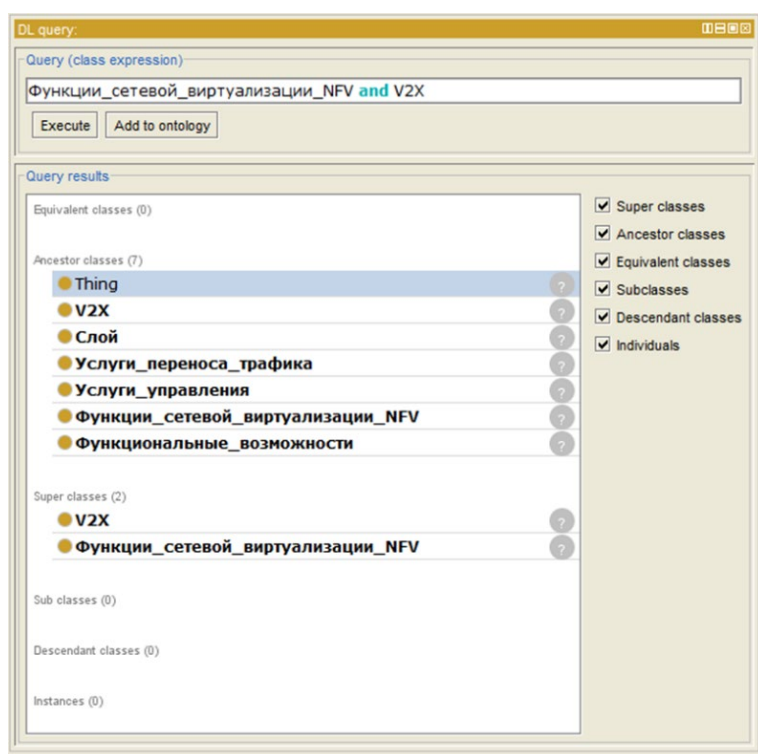 DL query:
Query (class expression)
Функции_сетевой_виртуализации_NFV and V2X
Execute Add to ontology
Query results
Equivalent classes (0)
Super classes
Ancestor classes
Ancestor classes (7)
Equivalent classes
Thing ?
Subclasses
V2X ?
Descendant classes
Слой ?
Individuals
Услуги_переноса_трафика ?
Услуги_управления ?
Функции_сетевой_виртуализации_NFV ?
Функциональные_возможности ?
Super classes (2)
V2X ?
Функции_сетевой_виртуализации_NFV ?
Sub classes (0)
Descendant classes (0)
Instances (0)